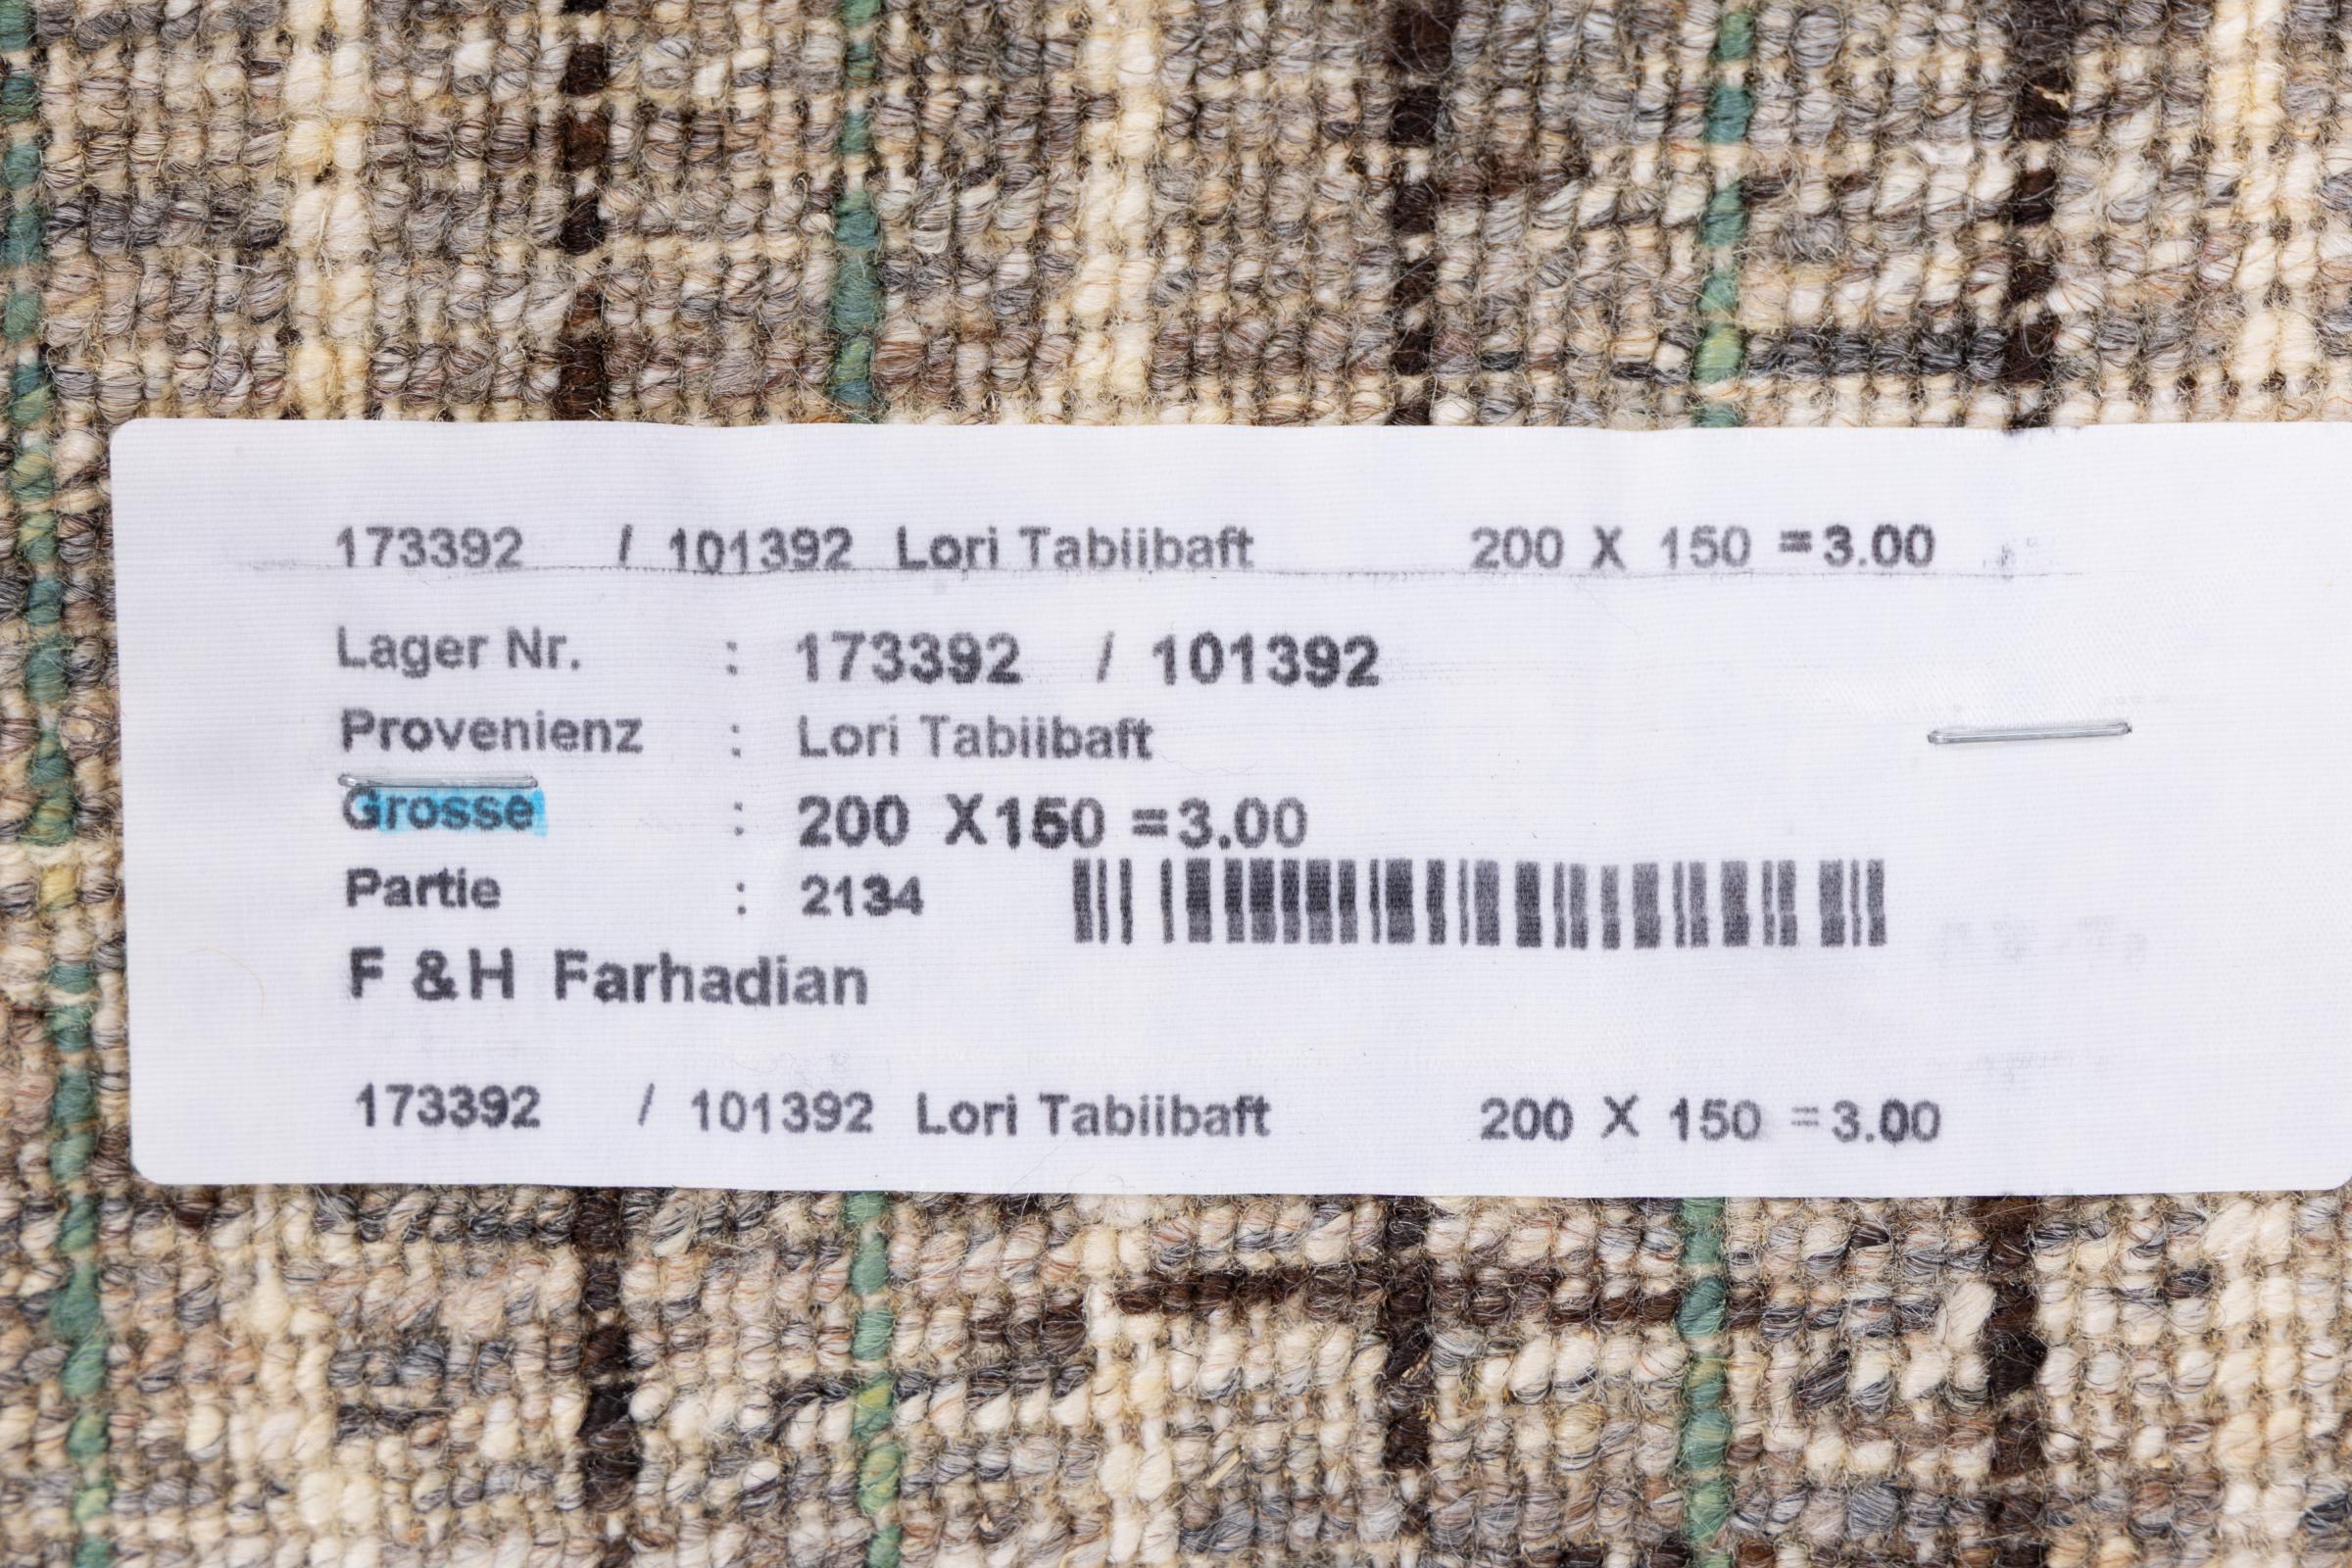 173392 / 101392 Lori Tabiibaft 200 X 150 =3.00
Lager Nr. : 173392 / 101392
Provenienz : Lori Tabiibaft
Grosse : 200 X150 =3.00
Partie : 2134
F &H Farhadian
173392 / 101392 Lori Tabiibaft 200 X 150 =3.00